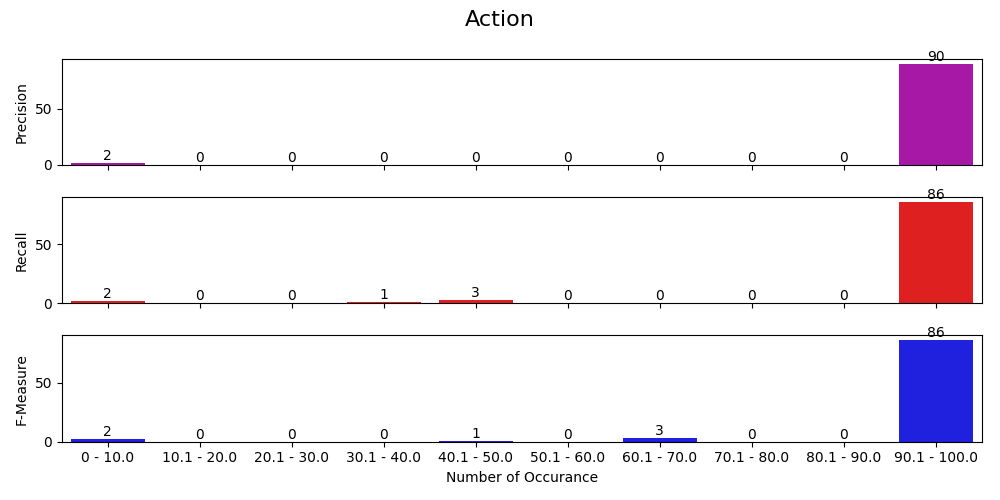 Action
Precision
50
0
2 0 0 0 0 0 0 0 0 90
Recall
50
0
2 0 0 1 3 0 0 0 0 86
F-Measure
50
0
2 0 0 0 1 0 3 0 0 86
0 - 10.0 10.1 - 20.0 20.1 - 30.0 30.1 - 40.0 40.1 - 50.0 50.1 - 60.0 60.1 - 70.0 70.1 - 80.0 80.1 - 90.0 90.1 - 100.0
Number of Occurance